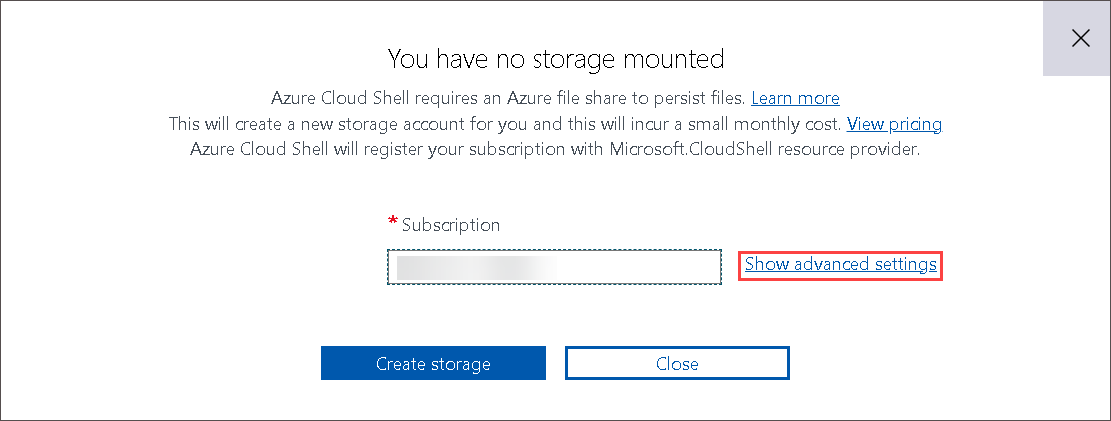 You have no storage mounted
Azure Cloud Shell requires an Azure file share to persist files. Learn more
This will create a new storage account for you and this will incur a small monthly cost. View pricing
Azure Cloud Shell will register your subscription with Microsoft.CloudShell resource provider.
* Subscription
Show advanced settings
Create storage
Close